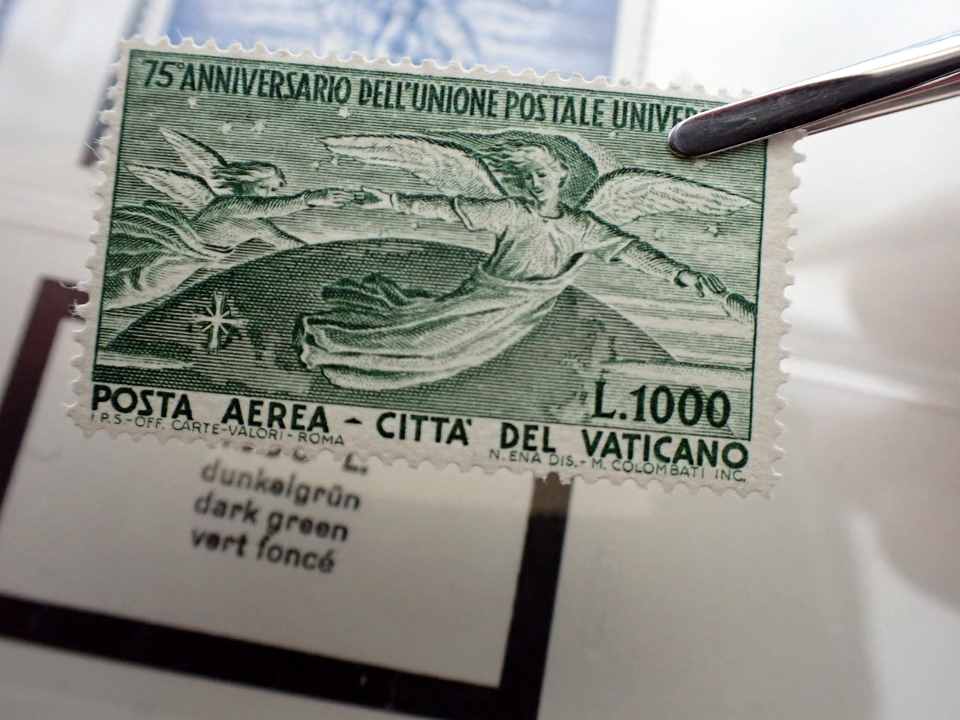 75° ANNIVERSARIO DELL'UNIONE POSTALE UNIVER
L.1000
POSTA AEREA - CITTA' DEL VATICANO
I.P.S-OFF. CARTE-VALORI-ROMA
N. ENA DIS.- M. COLOMBATI INC.
L.
dunkelgrün
dark green
vert foncé